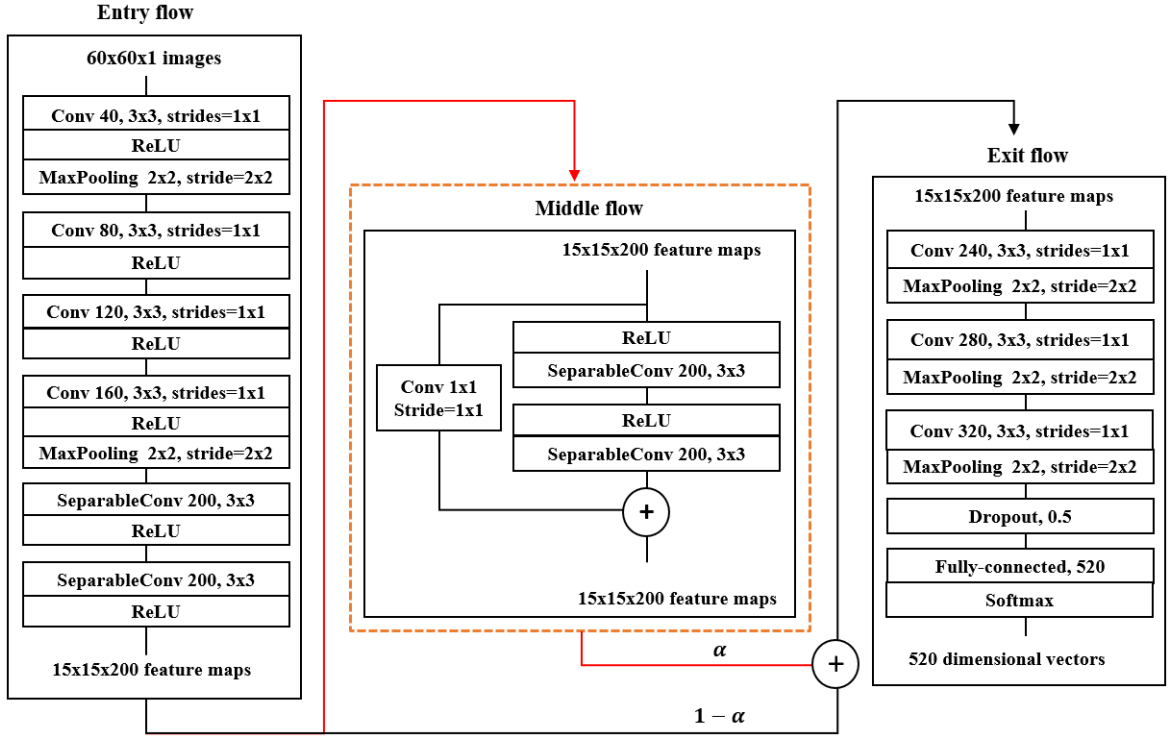 Entry flow
60x60x1 images
Conv 40, 3x3, strides=1x1
ReLU
MaxPooling 2x2, stride=2x2
Conv 80, 3x3, strides=1x1
ReLU
Conv 120, 3x3, strides=1x1
ReLU
Conv 160, 3x3, strides=1x1
ReLU
MaxPooling 2x2, stride=2x2
SeparableConv 200, 3x3
ReLU
SeparableConv 200, 3x3
ReLU
15x15x200 feature maps
Middle flow
15x15x200 feature maps
Conv 1x1
Stride=1x1
ReLU
SeparableConv 200, 3x3
ReLU
SeparableConv 200, 3x3
+
15x15x200 feature maps
α
1 − α
+
Exit flow
15x15x200 feature maps
Conv 240, 3x3, strides=1x1
MaxPooling 2x2, stride=2x2
Conv 280, 3x3, strides=1x1
MaxPooling 2x2, stride=2x2
Conv 320, 3x3, strides=1x1
MaxPooling 2x2, stride=2x2
Dropout, 0.5
Fully-connected, 520
Softmax
520 dimensional vectors